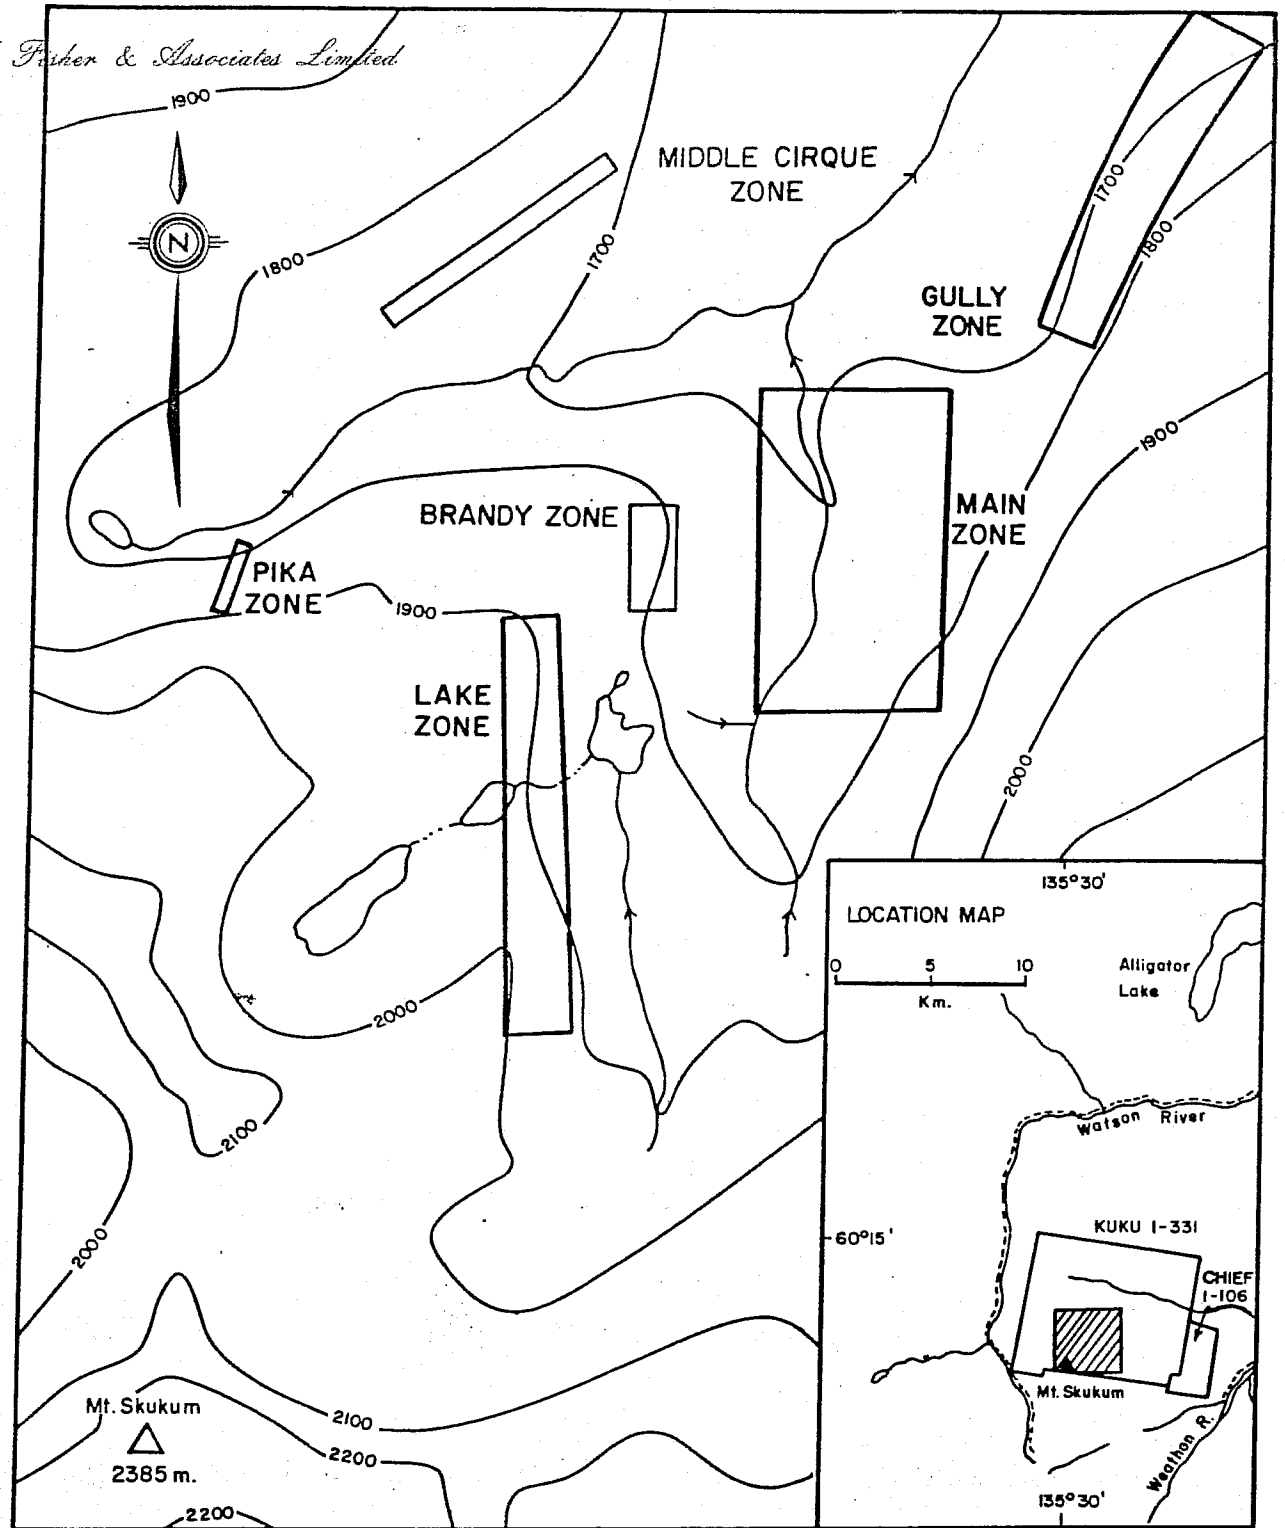 Fisher & Associates Limited
1900
N
MIDDLE CIRQUE
ZONE
1700
1800
1700
1800
GULLY
ZONE
1900
BRANDY ZONE
MAIN
ZONE
PIKA
ZONE
1900
LAKE
ZONE
2000
2000
2100
2000
Mt. Skukum
2385 m.
2100
2200
2200
135°30'
LOCATION MAP
0 5 10
Km.
Alligator
Lake
Watson River
60°15'
KUKU 1-331
CHIEF
1-106
Mt. Skukum
Weathon R.
135°30'